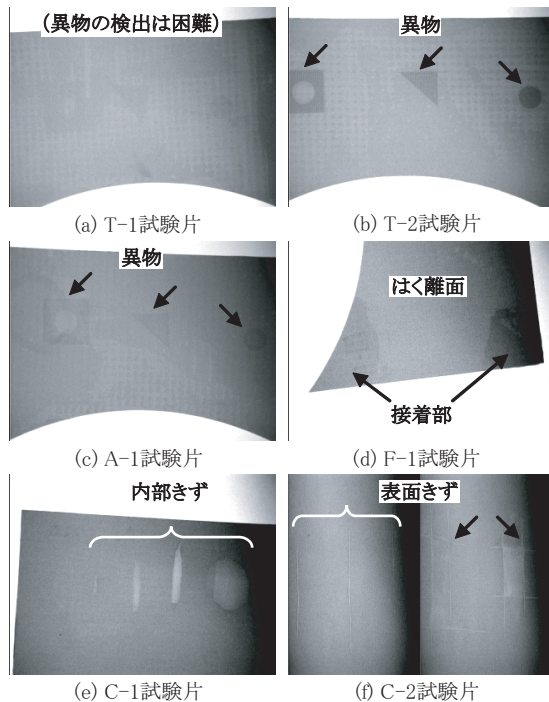 (異物の検出は困難)
異物
(a) T-1試験片
(b) T-2試験片
異物
はく離面
接着部
(c) A-1試験片
(d) F-1試験片
内部きず
表面きず
(e) C-1試験片
(f) C-2試験片